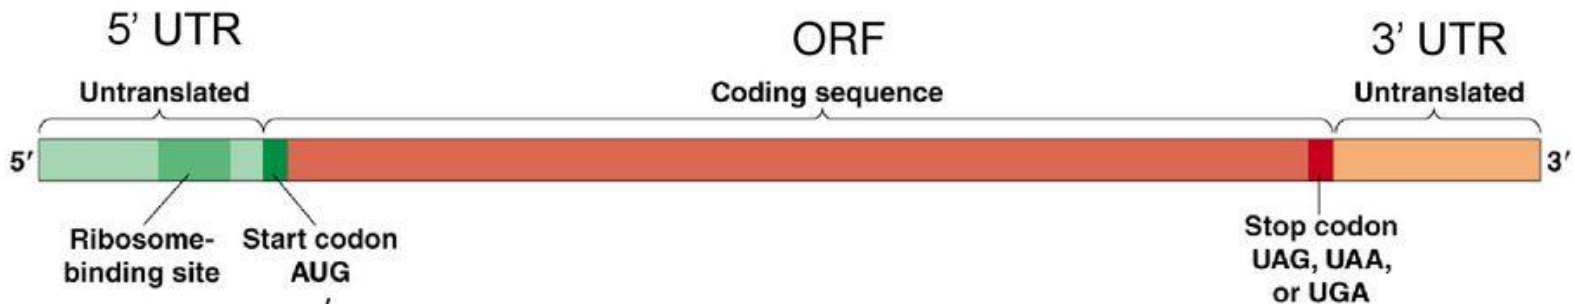 5’ UTR
ORF
3’ UTR
Untranslated
Coding sequence
Untranslated
5′
3′
Ribosome-
binding site
Start codon
AUG
Stop codon
UAG, UAA,
or UGA